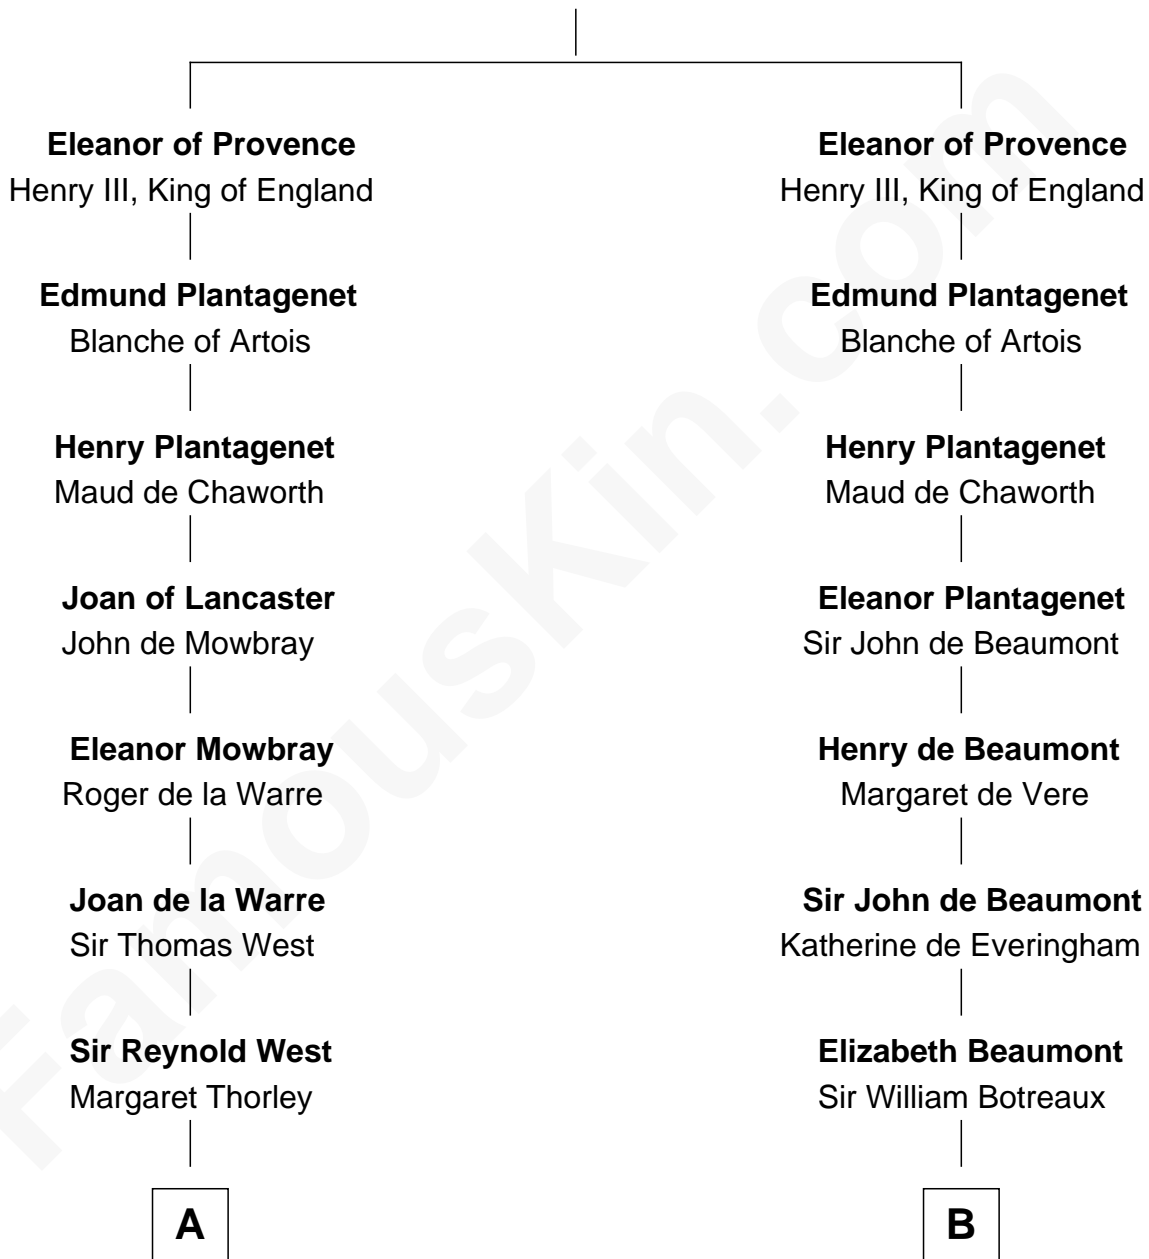 Eleanor of Provence
Henry III, King of England
Edmund Plantagenet
Blanche of Artois
Henry Plantagenet
Maud de Chaworth
Joan of Lancaster
John de Mowbray
Eleanor Mowbray
Roger de la Warre
Joan de la Warre
Sir Thomas West
Sir Reynold West
Margaret Thorley
A
Eleanor of Provence
Henry III, King of England
Edmund Plantagenet
Blanche of Artois
Henry Plantagenet
Maud de Chaworth
Eleanor Plantagenet
Sir John de Beaumont
Henry de Beaumont
Margaret de Vere
Sir John de Beaumont
Katherine de Everingham
Elizabeth Beaumont
Sir William Botreaux
B
FamousKin.com